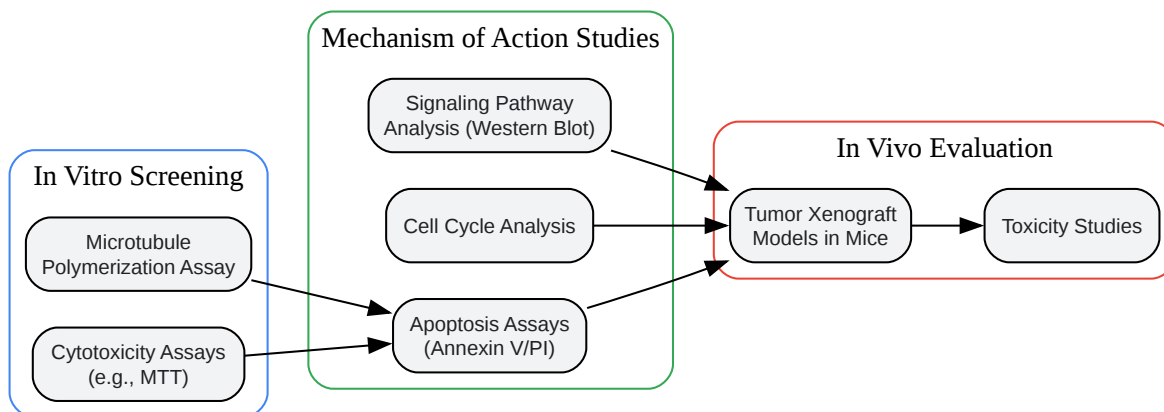 In Vitro Screening
Microtubule
Polymerization Assay
Cytotoxicity Assays
(e.g., MTT)
Mechanism of Action Studies
Signaling Pathway
Analysis (Western Blot)
Cell Cycle Analysis
Apoptosis Assays
(Annexin V/PI)
In Vivo Evaluation
Tumor Xenograft
Models in Mice
Toxicity Studies